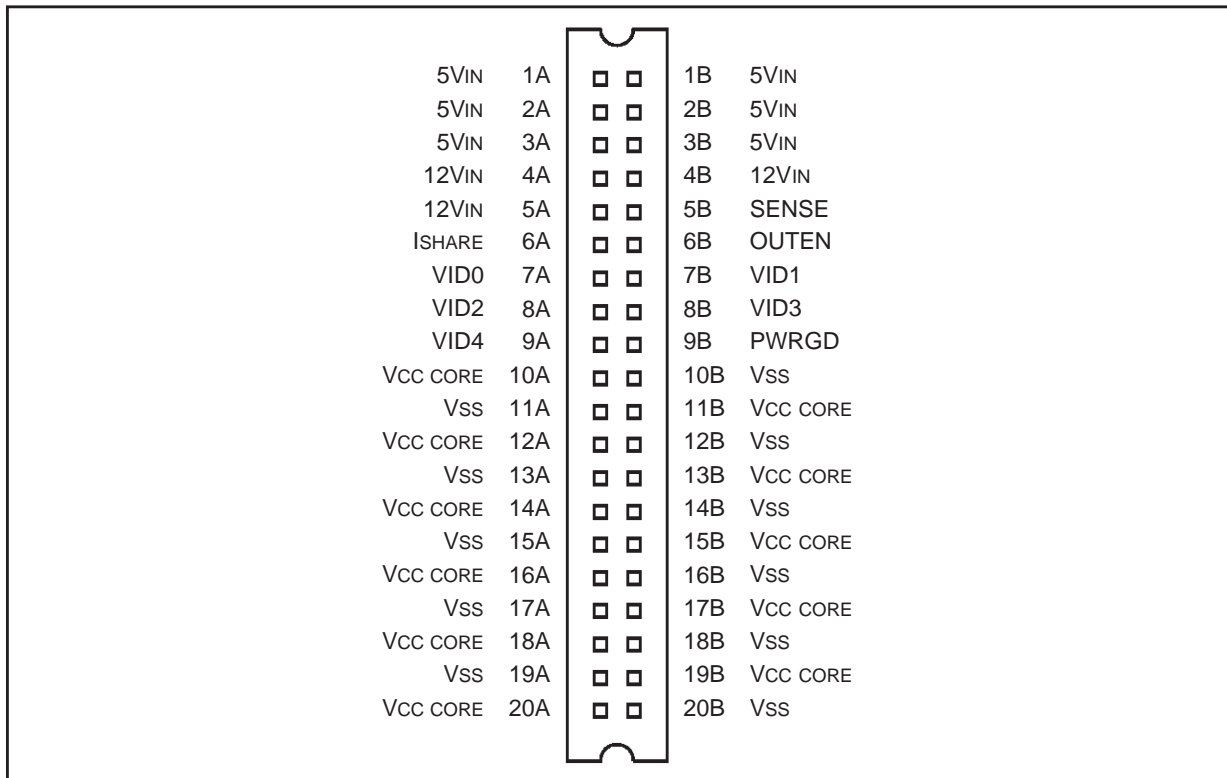 5VIN 1A 1B 5VIN
5VIN 2A 2B 5VIN
5VIN 3A 3B 5VIN
12VIN 4A 4B 12VIN
12VIN 5A 5B SENSE
ISHARE 6A 6B OUTEN
VID0 7A 7B VID1
VID2 8A 8B VID3
VID4 9A 9B PWRGD
VCC CORE 10A 10B VSS
VSS 11A 11B VCC CORE
VCC CORE 12A 12B VSS
VSS 13A 13B VCC CORE
VCC CORE 14A 14B VSS
VSS 15A 15B VCC CORE
VCC CORE 16A 16B VSS
VSS 17A 17B VCC CORE
VCC CORE 18A 18B VSS
VSS 19A 19B VCC CORE
VCC CORE 20A 20B VSS